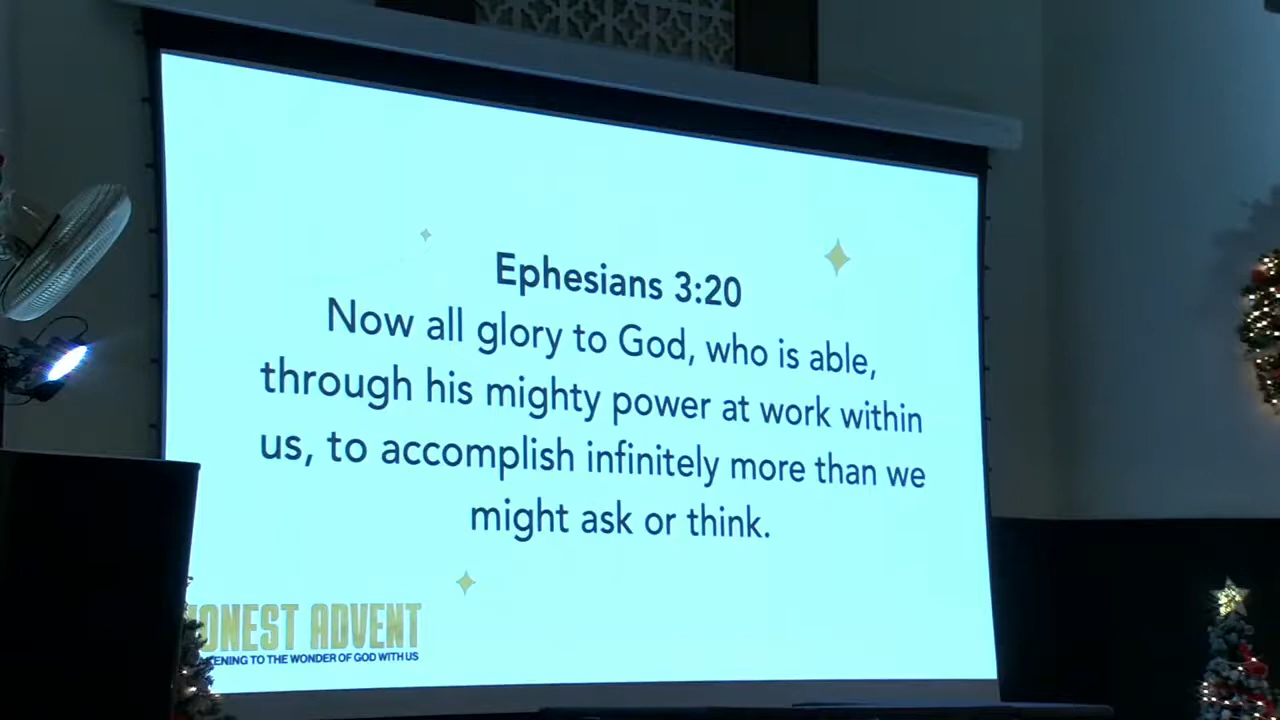 Ephesians 3:20
Now all glory to God, who is able,
through his mighty power at work within
us, to accomplish infinitely more than we
might ask or think.
ONEST ADVENT
ENING TO THE WONDER OF GOD WITH US